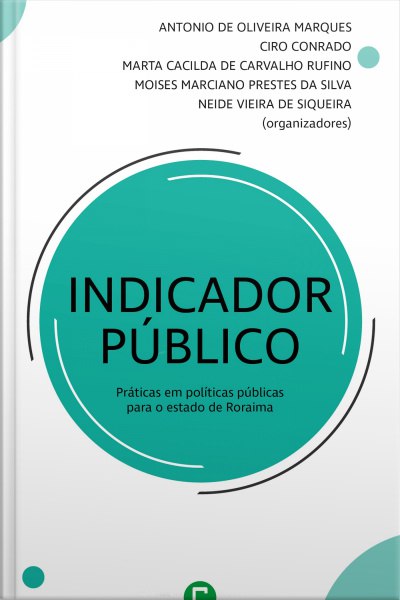 ANTONIO DE OLIVEIRA MARQUES
CIRO CONRADO
MARTA CACILDA DE CARVALHO RUFINO
MOISES MARCIANO PRESTES DA SILVA
NEIDE VIEIRA DE SIQUEIRA
(organizadores)
INDICADOR
PÚBLICO
Práticas em políticas públicas
para o estado de Roraima